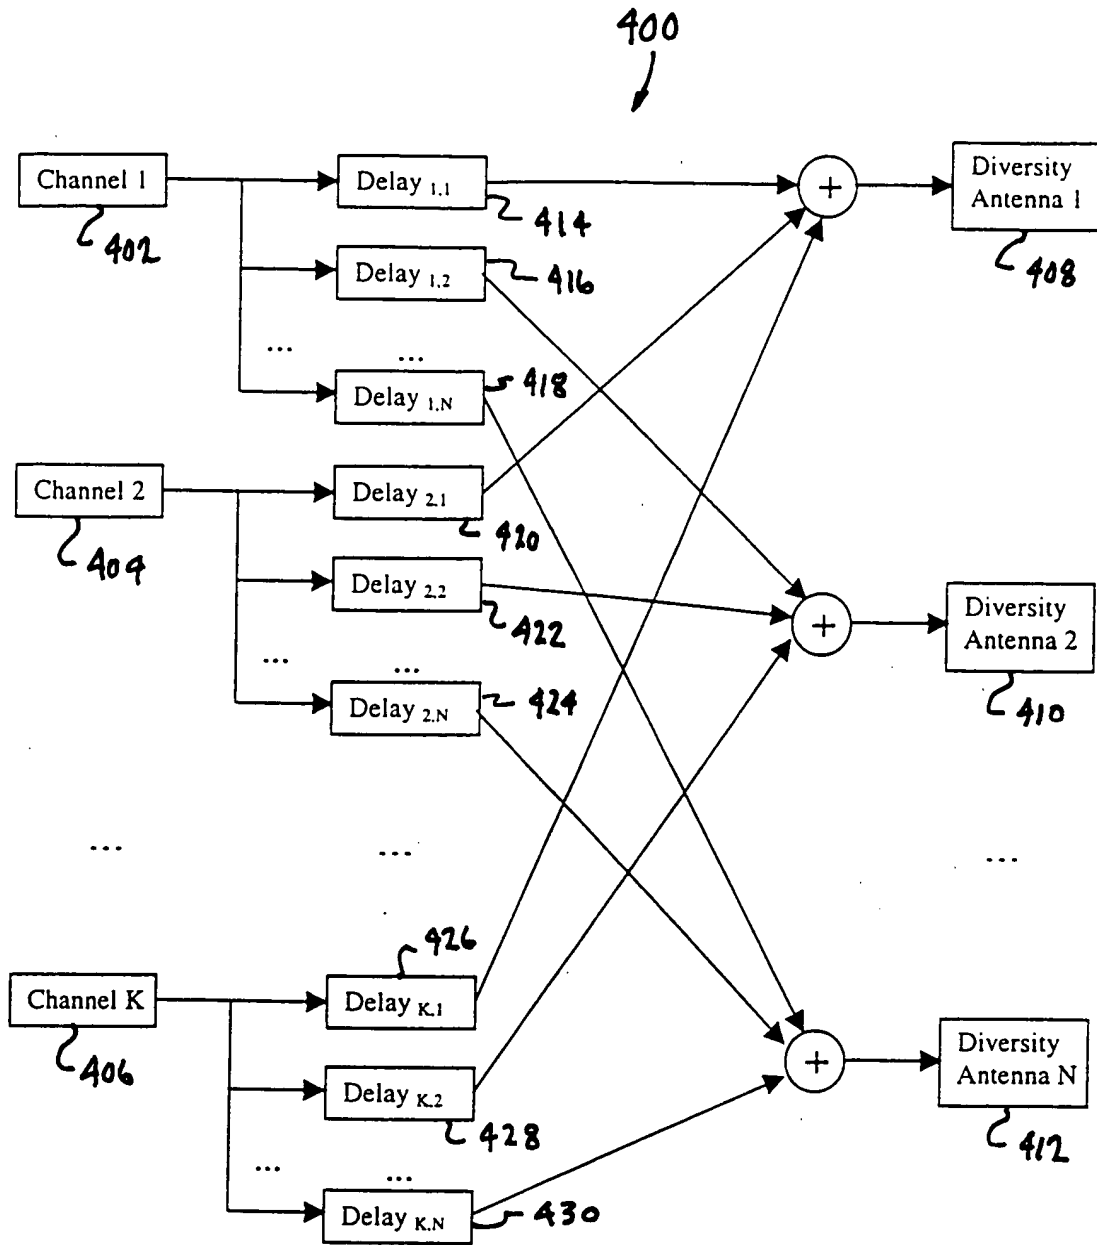 400
Channel 1
402
Delay 1,1
414
+
Diversity
Antenna 1
408
Delay 1,2
416
...
...
Delay 1,N
418
Channel 2
404
Delay 2,1
420
Delay 2,2
422
+
Diversity
Antenna 2
410
...
...
Delay 2,N
424
...
...
...
Channel K
406
426
Delay K,1
+
Diversity
Antenna N
412
Delay K,2
428
...
...
Delay K,N
430